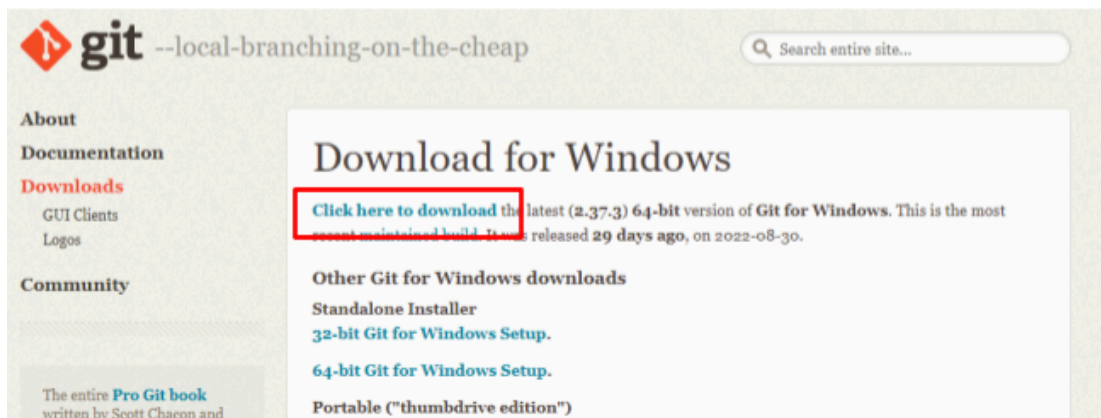 git --local-branching-on-the-cheap
Search entire site...
About
Documentation
Downloads
GUI Clients
Logos
Community
The entire Pro Git book
written by Scott Chacon and
Download for Windows
Click here to download the latest (2.37.3) 64-bit version of Git for Windows. This is the most
recent maintained build. It was released 29 days ago, on 2022-08-30.
Other Git for Windows downloads
Standalone Installer
32-bit Git for Windows Setup.
64-bit Git for Windows Setup.
Portable ("thumbdrive edition")